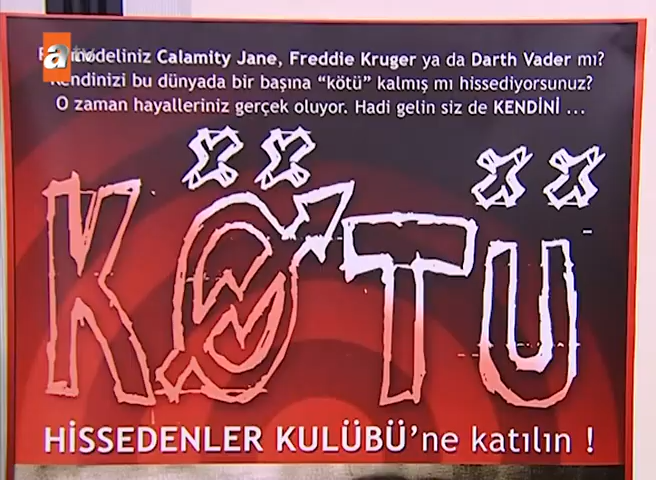 atv
modeliniz Calamity Jane, Freddie Kruger ya da Darth Vader mı?
Kendinizi bu dünyada bir başına “kötü” kalmış mı hissediyorsunuz?
O zaman hayalleriniz gerçek oluyor. Hadi gelin siz de KENDİNİ ...
KÖTÜ
HİSSEDENLER KULÜBÜ’ne katılın !